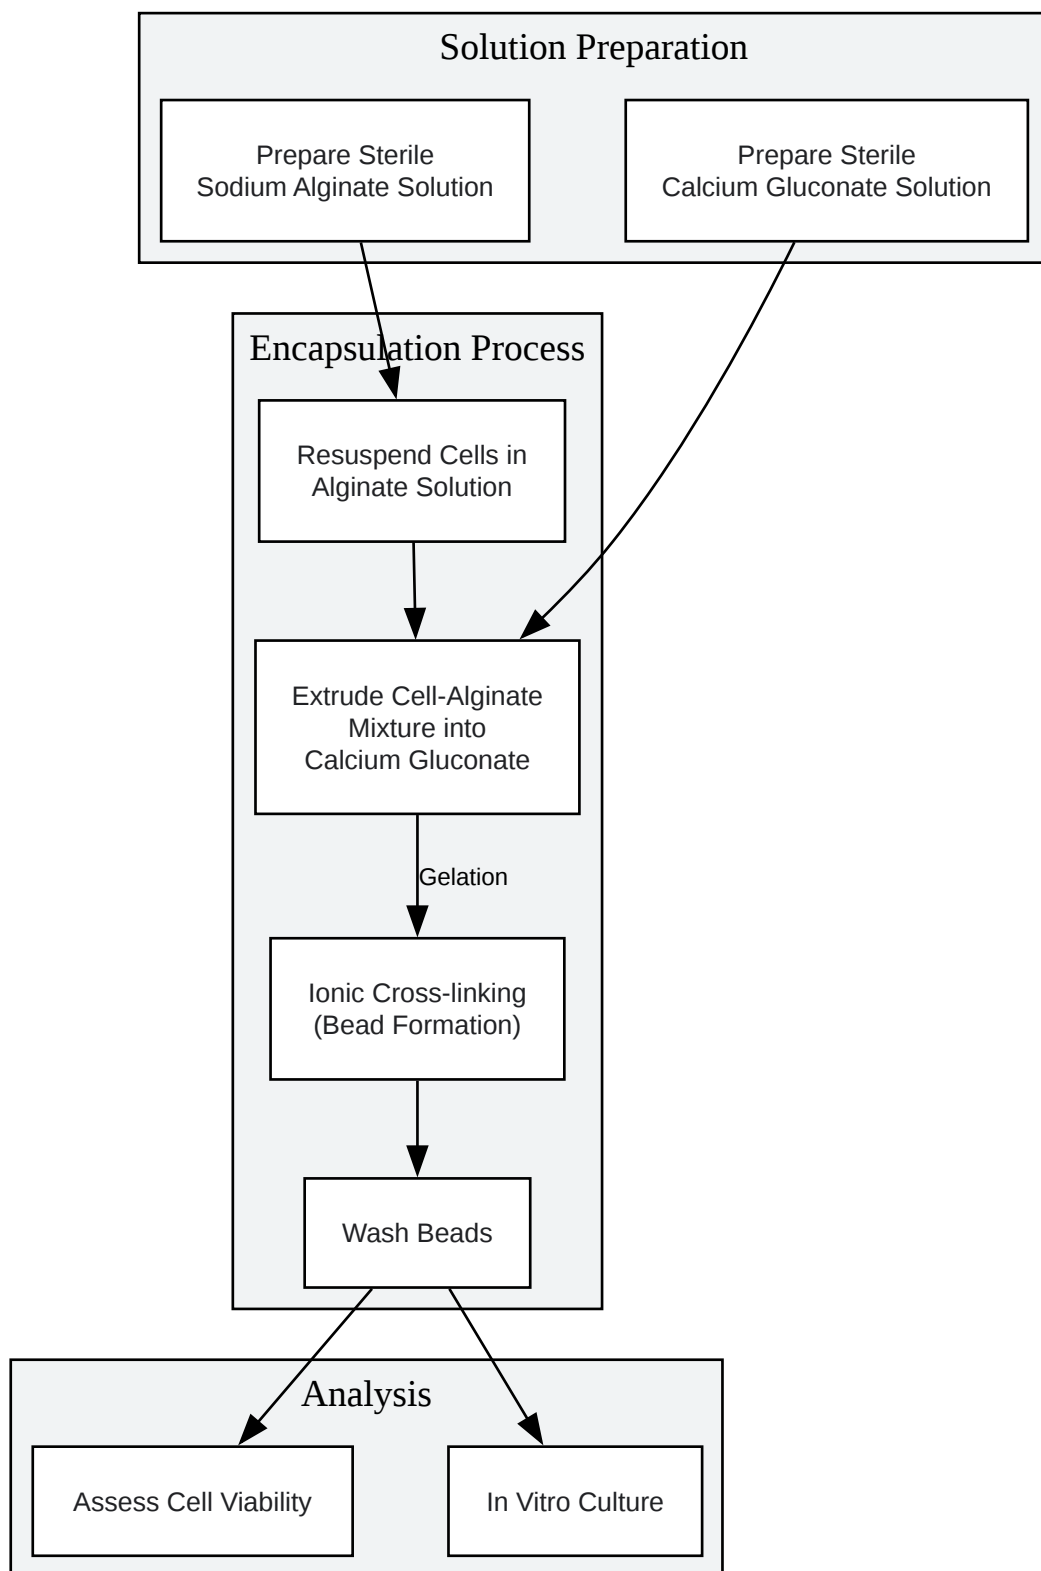 Solution Preparation
Prepare Sterile
Sodium Alginate Solution
Prepare Sterile
Calcium Gluconate Solution
Encapsulation Process
Resuspend Cells in
Alginate Solution
Extrude Cell-Alginate
Mixture into
Calcium Gluconate
Gelation
Ionic Cross-linking
(Bead Formation)
Wash Beads
Analysis
Assess Cell Viability
In Vitro Culture